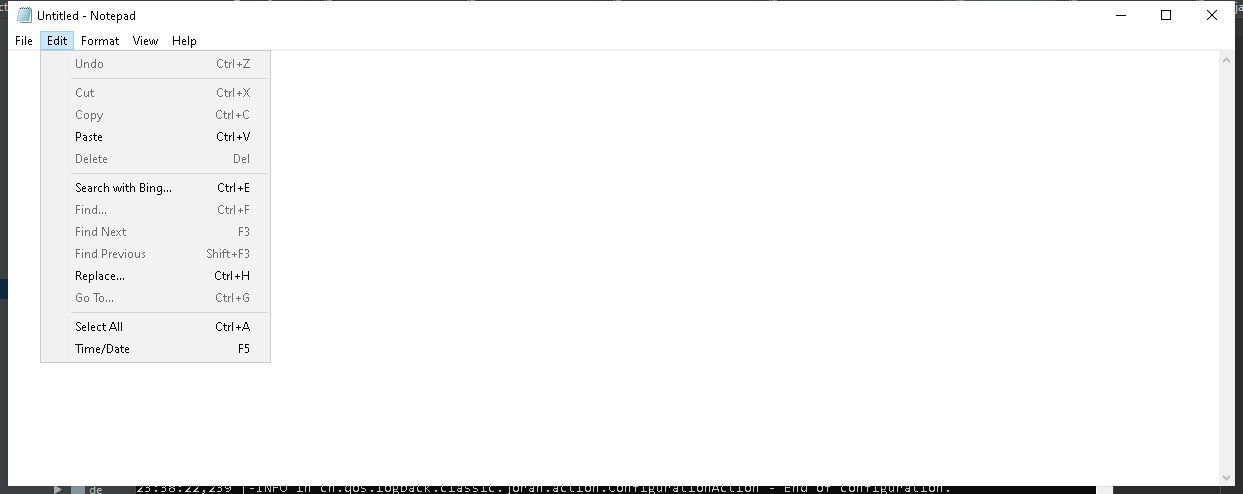 Untitled - Notepad
File Edit Format View Help
Undo Ctrl+Z
Cut Ctrl+X
Copy Ctrl+C
Paste Ctrl+V
Delete Del
Search with Bing... Ctrl+E
Find... Ctrl+F
Find Next F3
Find Previous Shift+F3
Replace... Ctrl+H
Go To... Ctrl+G
Select All Ctrl+A
Time/Date F5
de 23:38:22,239 |-INFO in ch.qos.logback.classic.joran.action.ConfigurationAction - End of configuration.